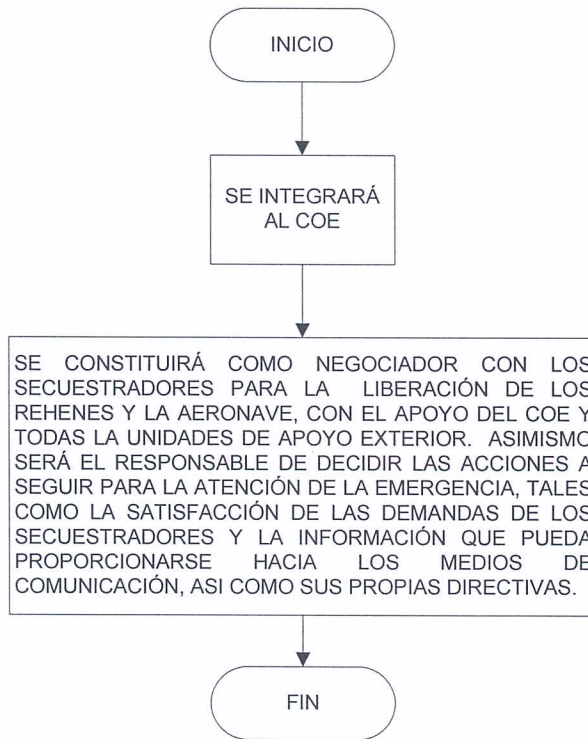 INICIO
SE INTEGRARÁ
AL COE
SE CONSTITUIRÁ COMO NEGOCIADOR CON LOS
SECUESTRADORES PARA LA LIBERACIÓN DE LOS
REHENES Y LA AERONAVE, CON EL APOYO DEL COE Y
TODAS LA UNIDADES DE APOYO EXTERIOR. ASIMISMO
SERÁ EL RESPONSABLE DE DECIDIR LAS ACCIONES A
SEGUIR PARA LA ATENCIÓN DE LA EMERGENCIA, TALES
COMO LA SATISFACCIÓN DE LAS DEMANDAS DE LOS
SECUESTRADORES Y LA INFORMACIÓN QUE PUEDA
PROPORCIONARSE HACIA LOS MEDIOS DE
COMUNICACIÓN, ASI COMO SUS PROPIAS DIRECTIVAS.
FIN